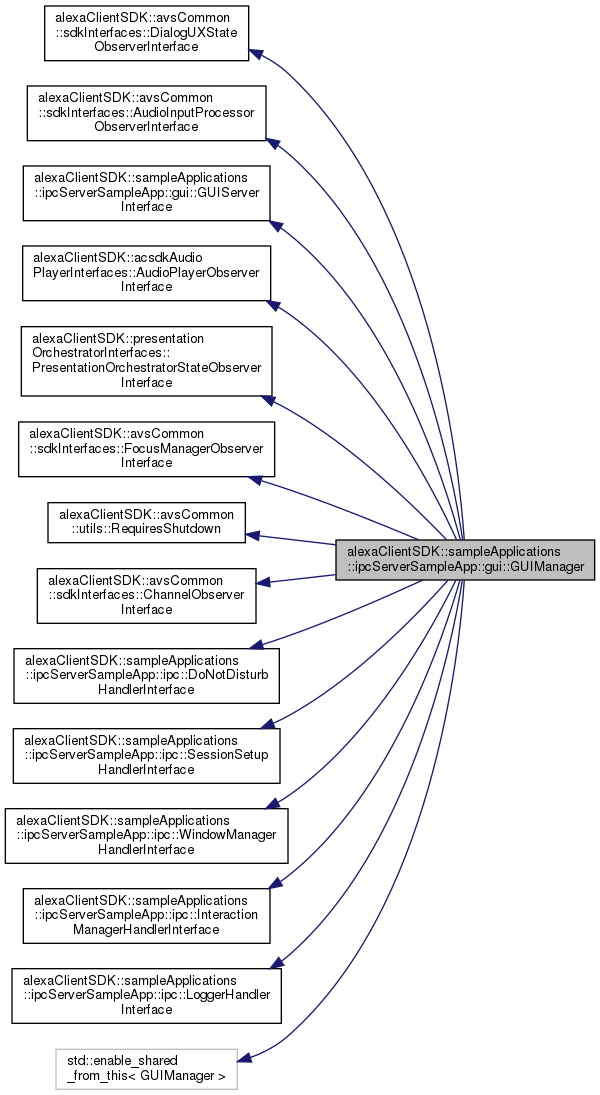 alexaClientSDK::avsCommon
::sdkInterfaces::DialogUXState
ObserverInterface
alexaClientSDK::avsCommon
::sdkInterfaces::AudioInputProcessor
ObserverInterface
alexaClientSDK::sampleApplications
::ipcServerSampleApp::gui::GUIServer
Interface
alexaClientSDK::acsdkAudio
PlayerInterfaces::AudioPlayerObserver
Interface
alexaClientSDK::presentation
OrchestratorInterfaces::
PresentationOrchestratorStateObserver
Interface
alexaClientSDK::avsCommon
::sdkInterfaces::FocusManagerObserver
Interface
alexaClientSDK::avsCommon
::utils::RequiresShutdown
alexaClientSDK::sampleApplications
::ipcServerSampleApp::gui::GUIManager
alexaClientSDK::avsCommon
::sdkInterfaces::ChannelObserver
Interface
alexaClientSDK::sampleApplications
::ipcServerSampleApp::ipc::DoNotDisturb
HandlerInterface
alexaClientSDK::sampleApplications
::ipcServerSampleApp::ipc::SessionSetup
HandlerInterface
alexaClientSDK::sampleApplications
::ipcServerSampleApp::ipc::WindowManager
HandlerInterface
alexaClientSDK::sampleApplications
::ipcServerSampleApp::ipc::Interaction
ManagerHandlerInterface
alexaClientSDK::sampleApplications
::ipcServerSampleApp::ipc::LoggerHandler
Interface
std::enable_shared
_from_this< GUIManager >